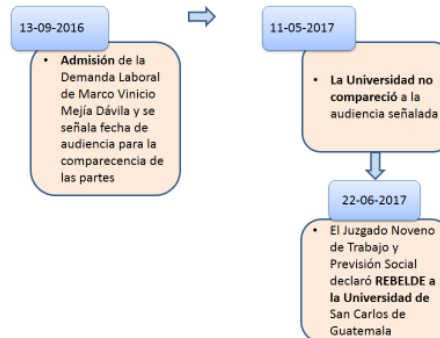 13-09-2016
• Admisión de la
Demanda Laboral
de Marco Vinicio
Mejía Dávila y se
señala fecha de
audiencia para la
comparecencia de
las partes
11-05-2017
• La Universidad no
compareció a la
audiencia señalada
22-06-2017
• El Juzgado Noveno
de Trabajo y
Previsión Social
declaró REBELDE a
la Universidad de
San Carlos de
Guatemala